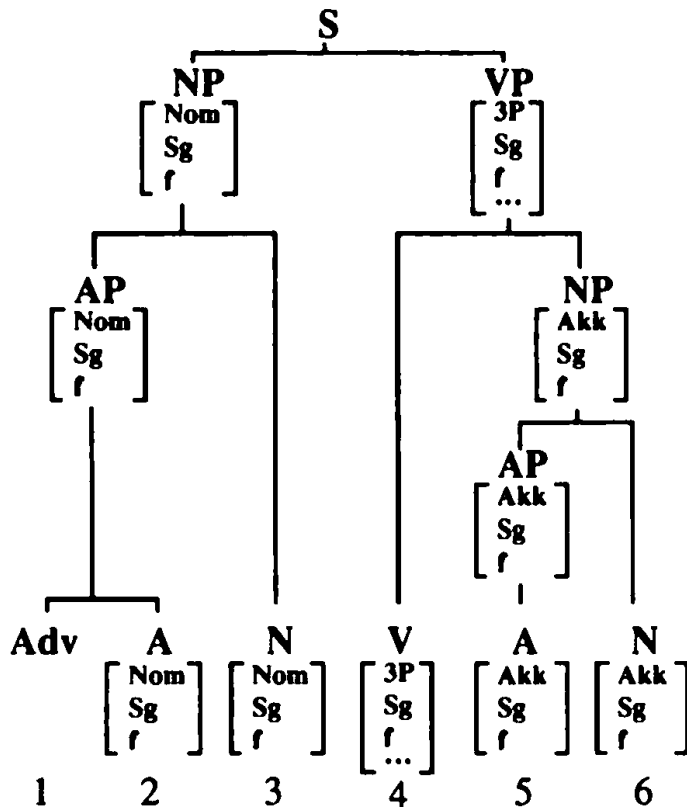 S
NP VP
Nom 3P
Sg Sg
f f
...
AP NP
Nom Akk
Sg Sg
f f
AP
Akk
Sg
f
Adv A N V A N
Nom Nom 3P Akk Akk
Sg Sg Sg Sg Sg
f f f f f
...
1 2 3 4 5 6